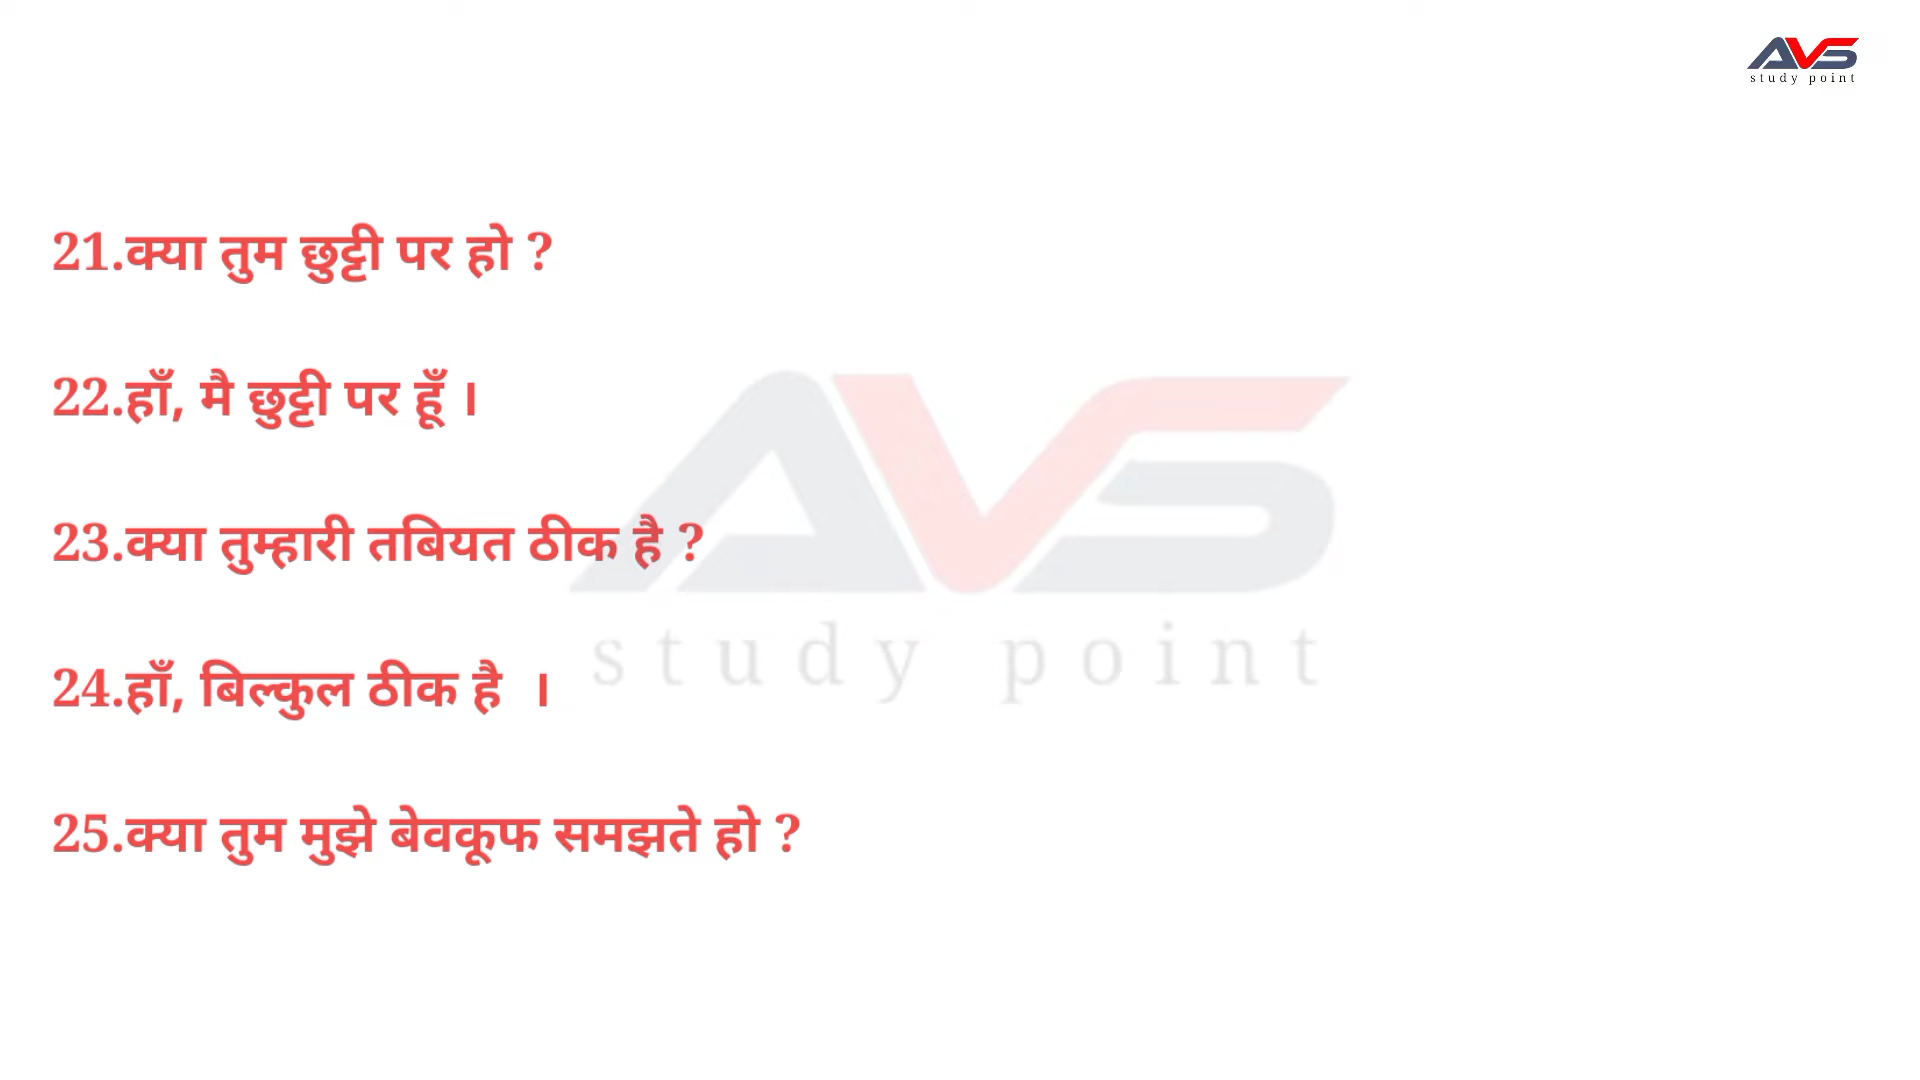 AVS
study point
21.क्या तुम छुट्टी पर हो ?
22.हाँ, मै छुट्टी पर हूँ ।
23.क्या तुम्हारी तबियत ठीक है ?
24.हाँ, बिल्कुल ठीक है ।
25.क्या तुम मुझे बेवकूफ समझते हो ?
AVS
study point